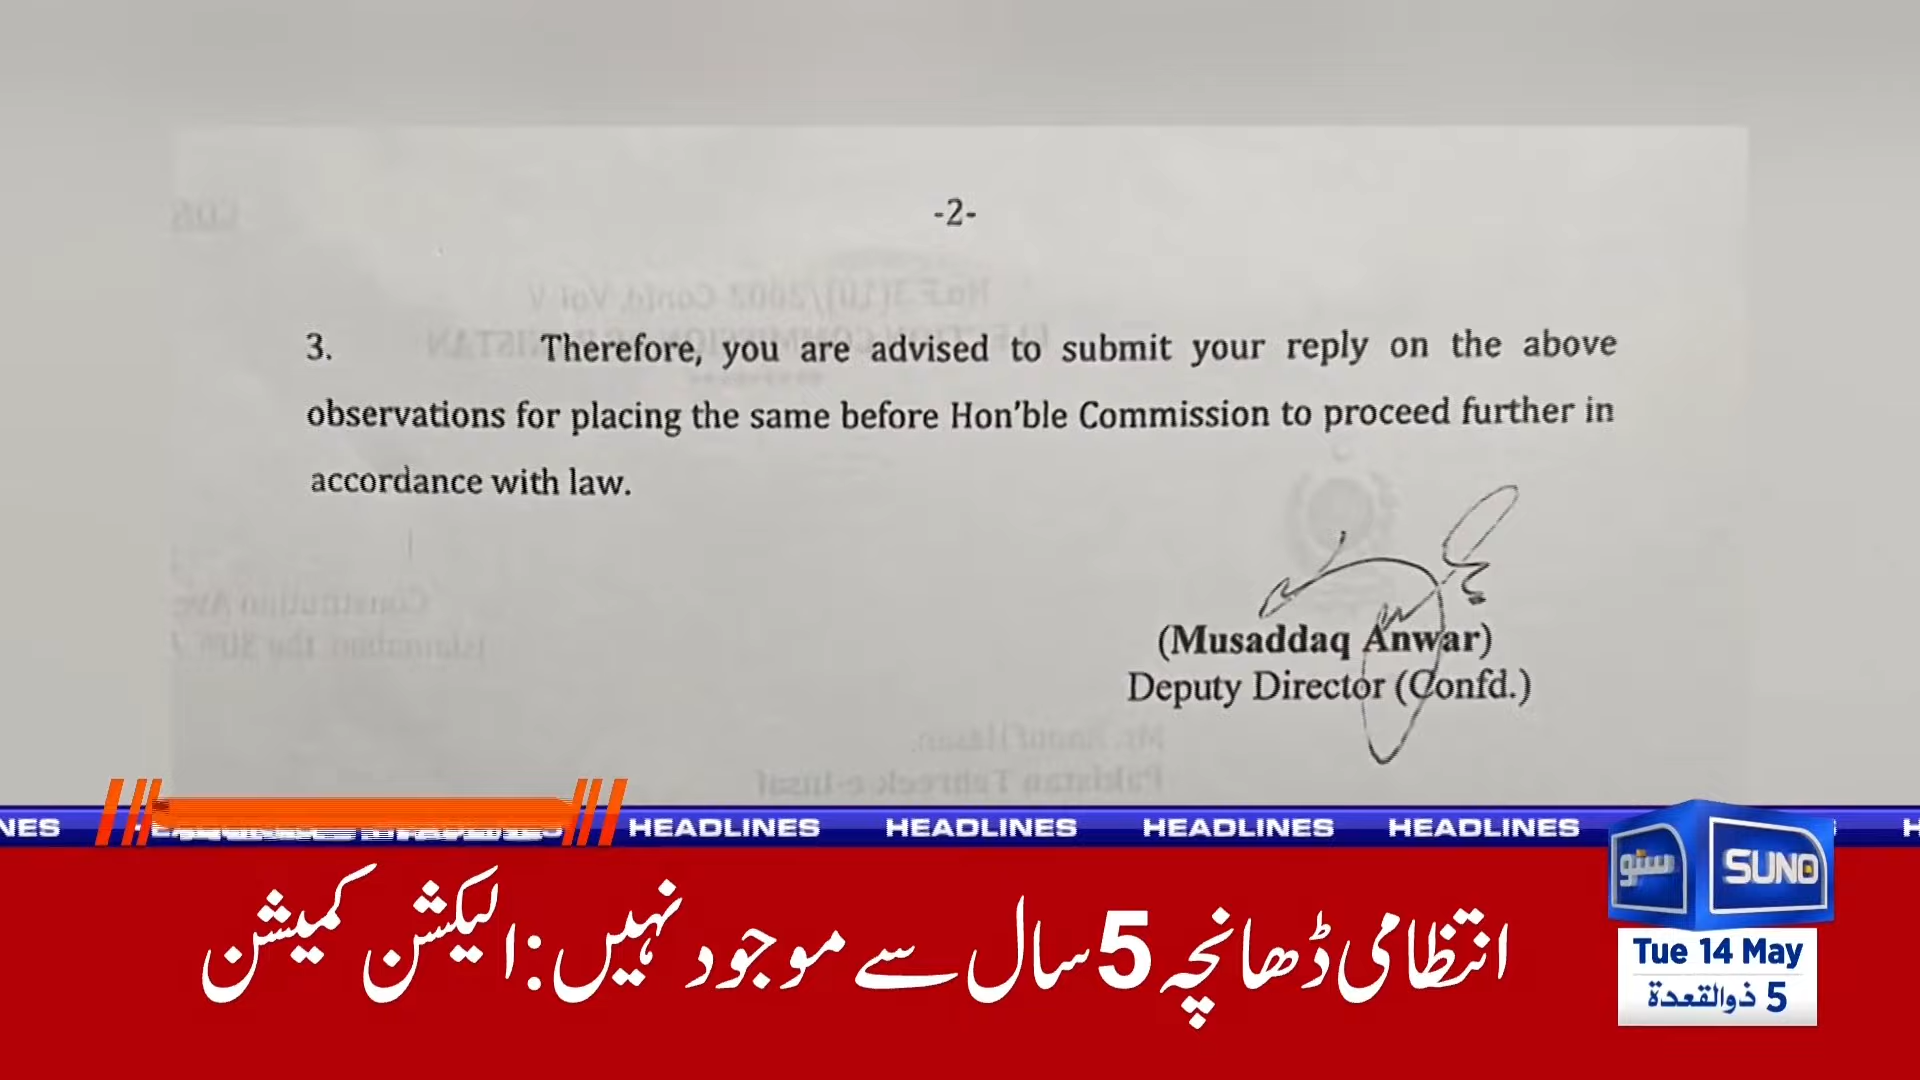 -2-
3. Therefore, you are advised to submit your reply on the above
observations for placing the same before Hon'ble Commission to proceed further in
accordance with law.
(Musaddaq Anwar)
Deputy Director (Confd.)
HEADLINES HEADLINES HEADLINES HEADLINES
سنو SUNO
انتظامی ڈھانچہ 5 سال سے موجود نہیں: الیکشن کمیشن
Tue 14 May
5 ذوالقعدة